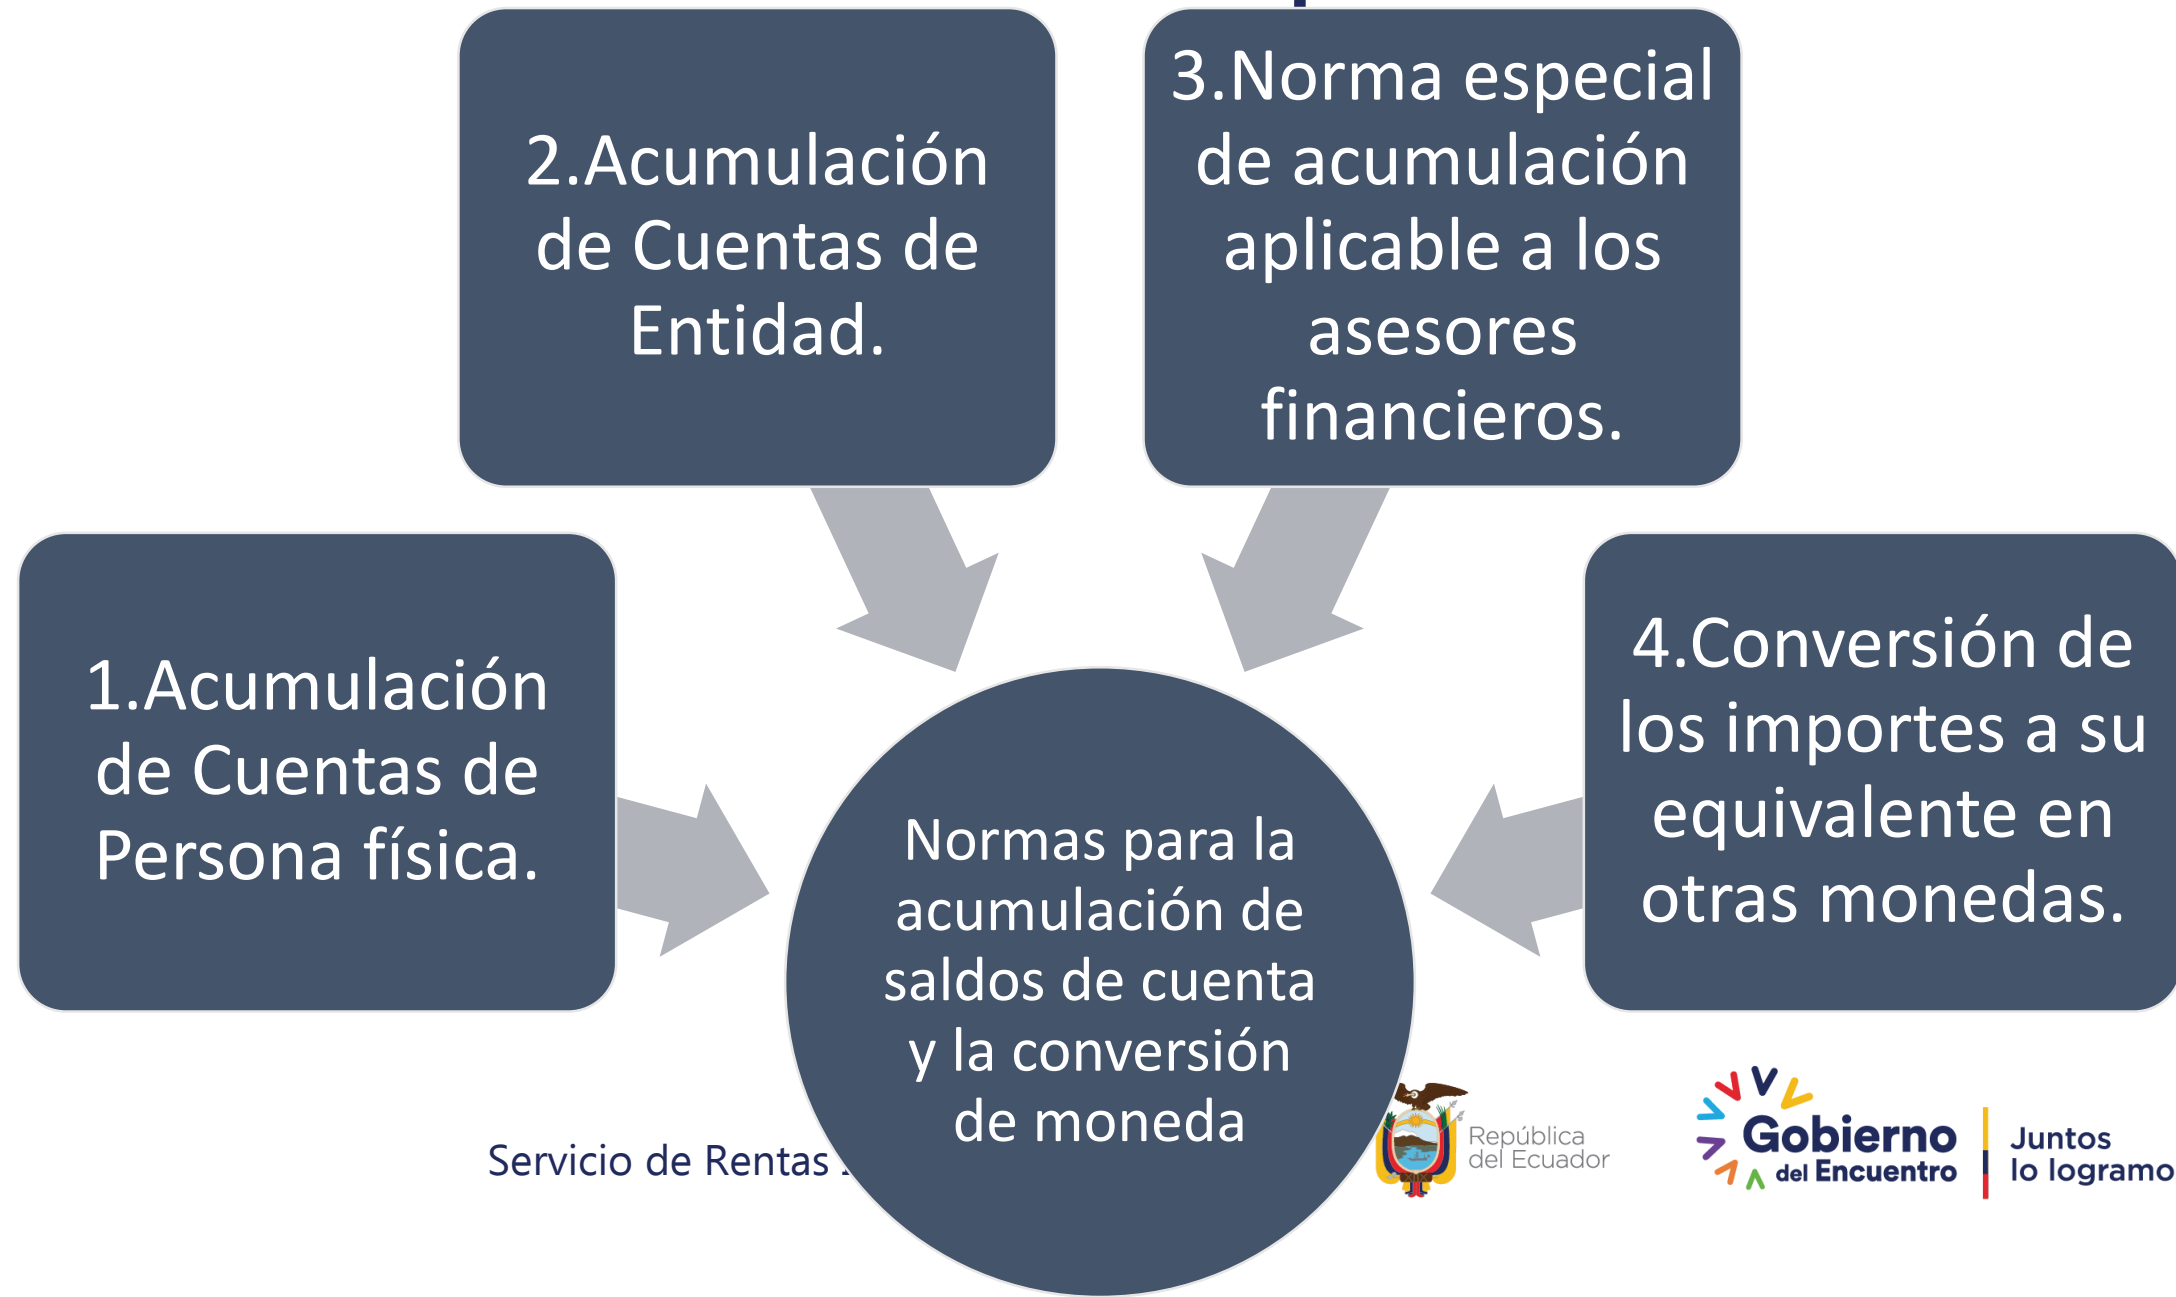 2.Acumulación
de Cuentas de
Entidad.
3.Norma especial
de acumulación
aplicable a los
asesores
financieros.
1.Acumulación
de Cuentas de
Persona física.
4.Conversión de
los importes a su
equivalente en
otras monedas.
Normas para la
acumulación de
saldos de cuenta
y la conversión
de moneda
Servicio de Rentas
República
del Ecuador
Gobierno
del Encuentro
Juntos
lo logramo